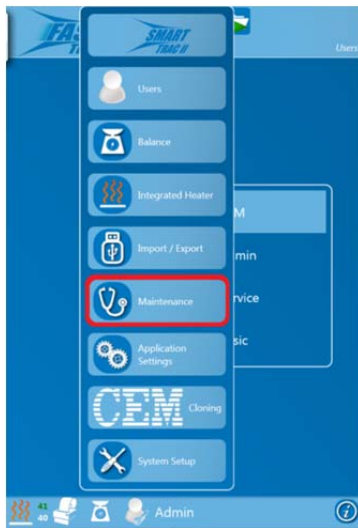 SMART
TRAC II
Users
Users
Balance
Integrated Heater
M
Import / Export
min
Maintenance
rvice
Application
Settings
sic
CEM Cloning
System Setup
41
40
Admin
i